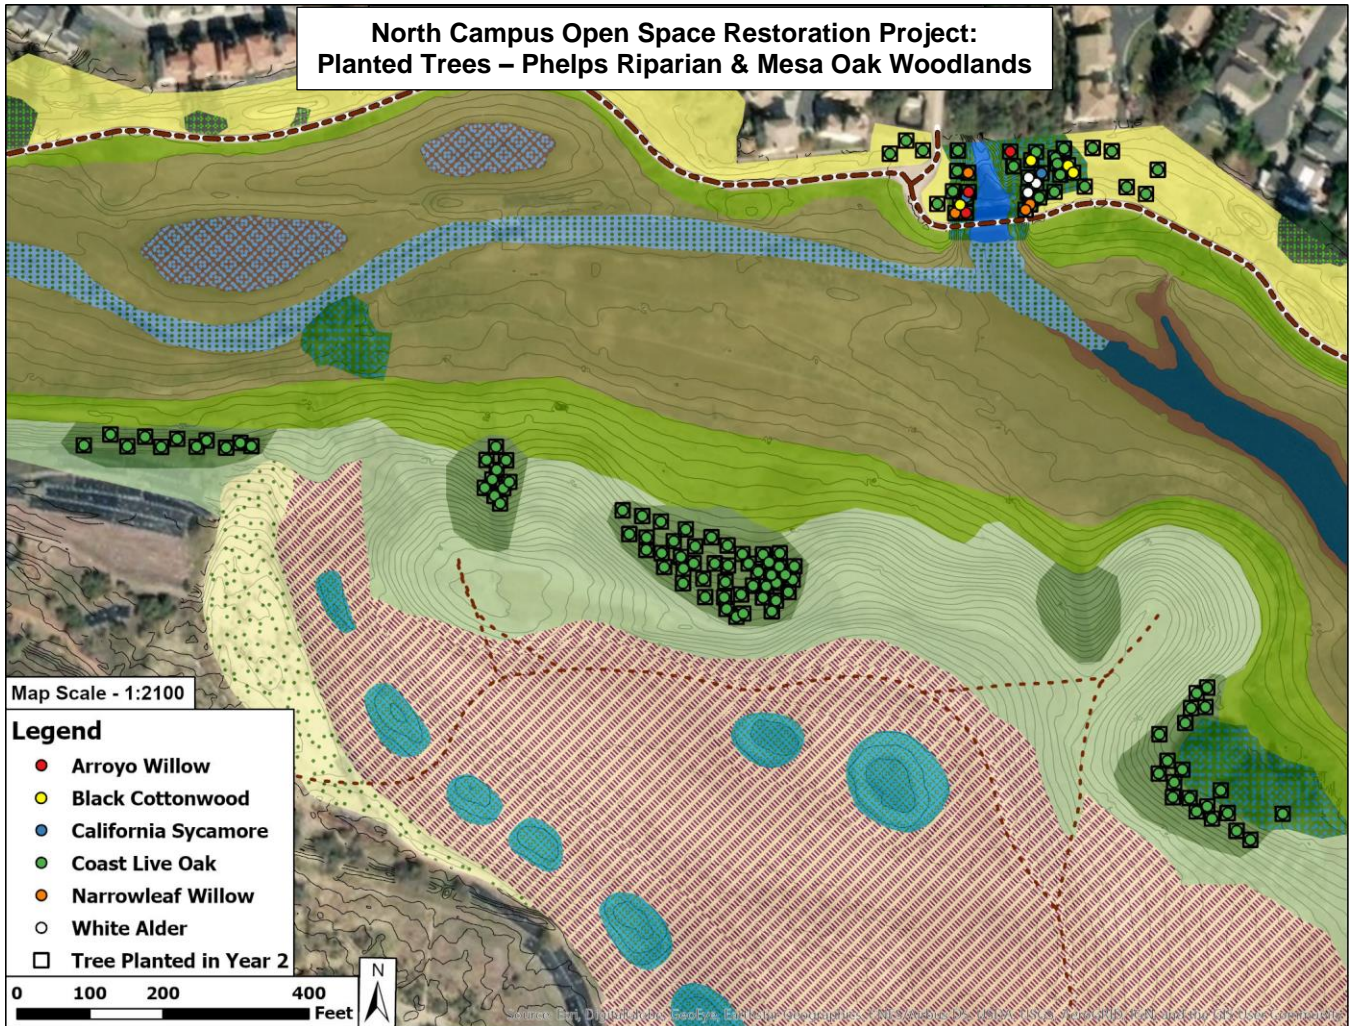 North Campus Open Space Restoration Project:
Planted Trees – Phelps Riparian & Mesa Oak Woodlands
Map Scale - 1:2100
Legend
Arroyo Willow
Black Cottonwood
California Sycamore
Coast Live Oak
Narrowleaf Willow
White Alder
Tree Planted in Year 2
0 100 200 400
Feet
N